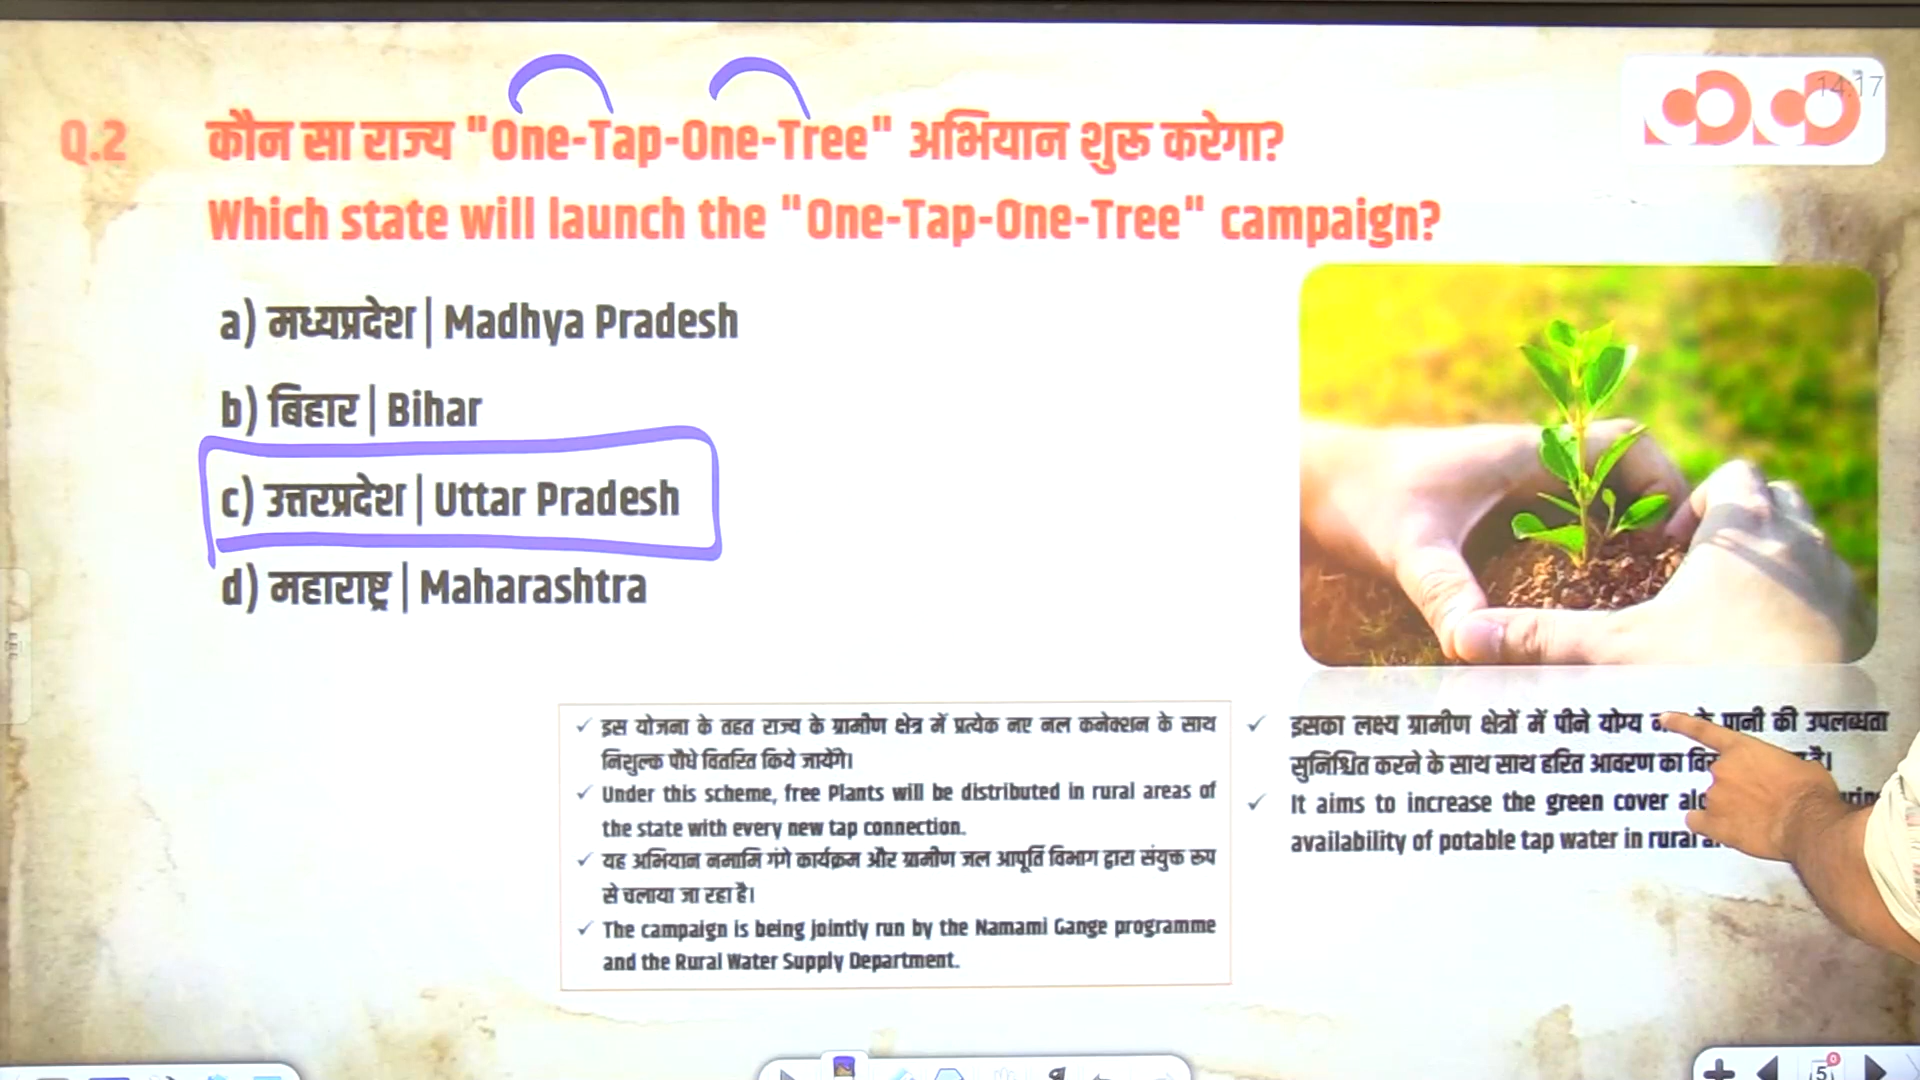 14:17
Q.2 कौन सा राज्य "One-Tap-One-Tree" अभियान शुरू करेगा?
Which state will launch the "One-Tap-One-Tree" campaign?
a) मध्यप्रदेश | Madhya Pradesh
b) बिहार | Bihar
c) उत्तरप्रदेश | Uttar Pradesh
d) महाराष्ट्र | Maharashtra
✓ इस योजना के तहत राज्य के ग्रामीण क्षेत्र में प्रत्येक नए नल कनेक्शन के साथ
निशुल्क पौधे वितरित किये जायेंगे।
✓ Under this scheme, free Plants will be distributed in rural areas of
the state with every new tap connection.
✓ यह अभियान नमामि गंगे कार्यक्रम और ग्रामीण जल आपूर्ति विभाग द्वारा संयुक्त रूप
से चलाया जा रहा है।
✓ The campaign is being jointly run by the Namami Gange programme
and the Rural Water Supply Department.
✓ इसका लक्ष्य ग्रामीण क्षेत्रों में पीने योग्य के पानी की उपलब्धता
सुनिश्चित करने के साथ साथ हरित आवरण का है।
✓ It aims to increase the green cover
availability of potable tap water in rural
5
0